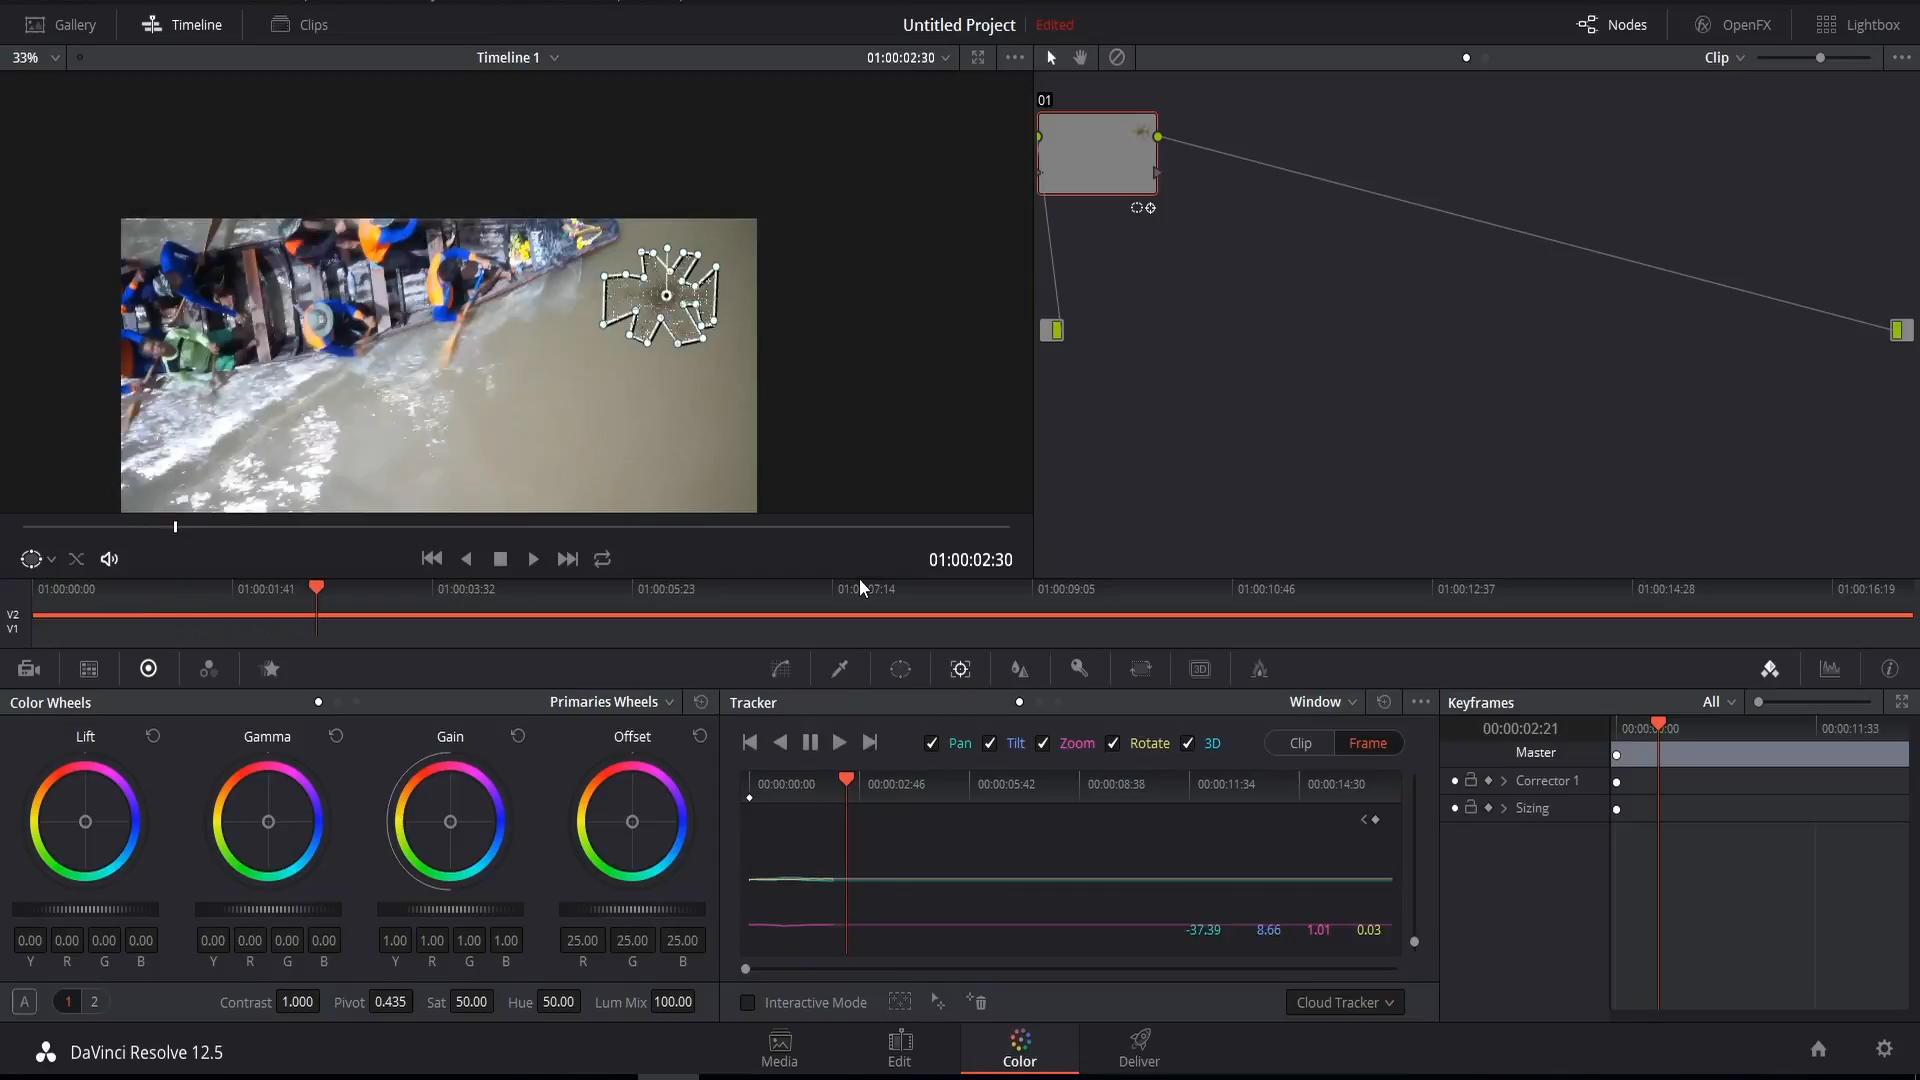 Gallery Timeline Clips Untitled Project Edited Nodes OpenFX Lightbox
33% Timeline 1 01:00:02:30 Clip
01
01:00:02:30
01:00:00:00 01:00:01:41 01:00:03:32 01:00:05:23 01:00:07:14 01:00:09:05 01:00:10:46 01:00:12:37 01:00:14:28 01:00:16:19
V2
V1
3D
Color Wheels Primaries Wheels Tracker Window Keyframes All
Lift Gamma Gain Offset
Pan Tilt Zoom Rotate 3D Clip Frame
00:00:02:21 00:00:00:00 00:00:11:33
Master
00:00:00:00 00:00:02:46 00:00:05:42 00:00:08:38 00:00:11:34 00:00:14:30
Corrector 1
Sizing
-37.39 8.66 1.01 0.03
0.00 0.00 0.00 0.00 0.00 0.00 0.00 0.00 1.00 1.00 1.00 1.00 25.00 25.00 25.00
Y R G B Y R G B Y R G B R G B
A 1 2 Contrast 1.000 Pivot 0.435 Sat 50.00 Hue 50.00 Lum Mix 100.00
Interactive Mode Cloud Tracker
DaVinci Resolve 12.5 Media Edit Color Deliver